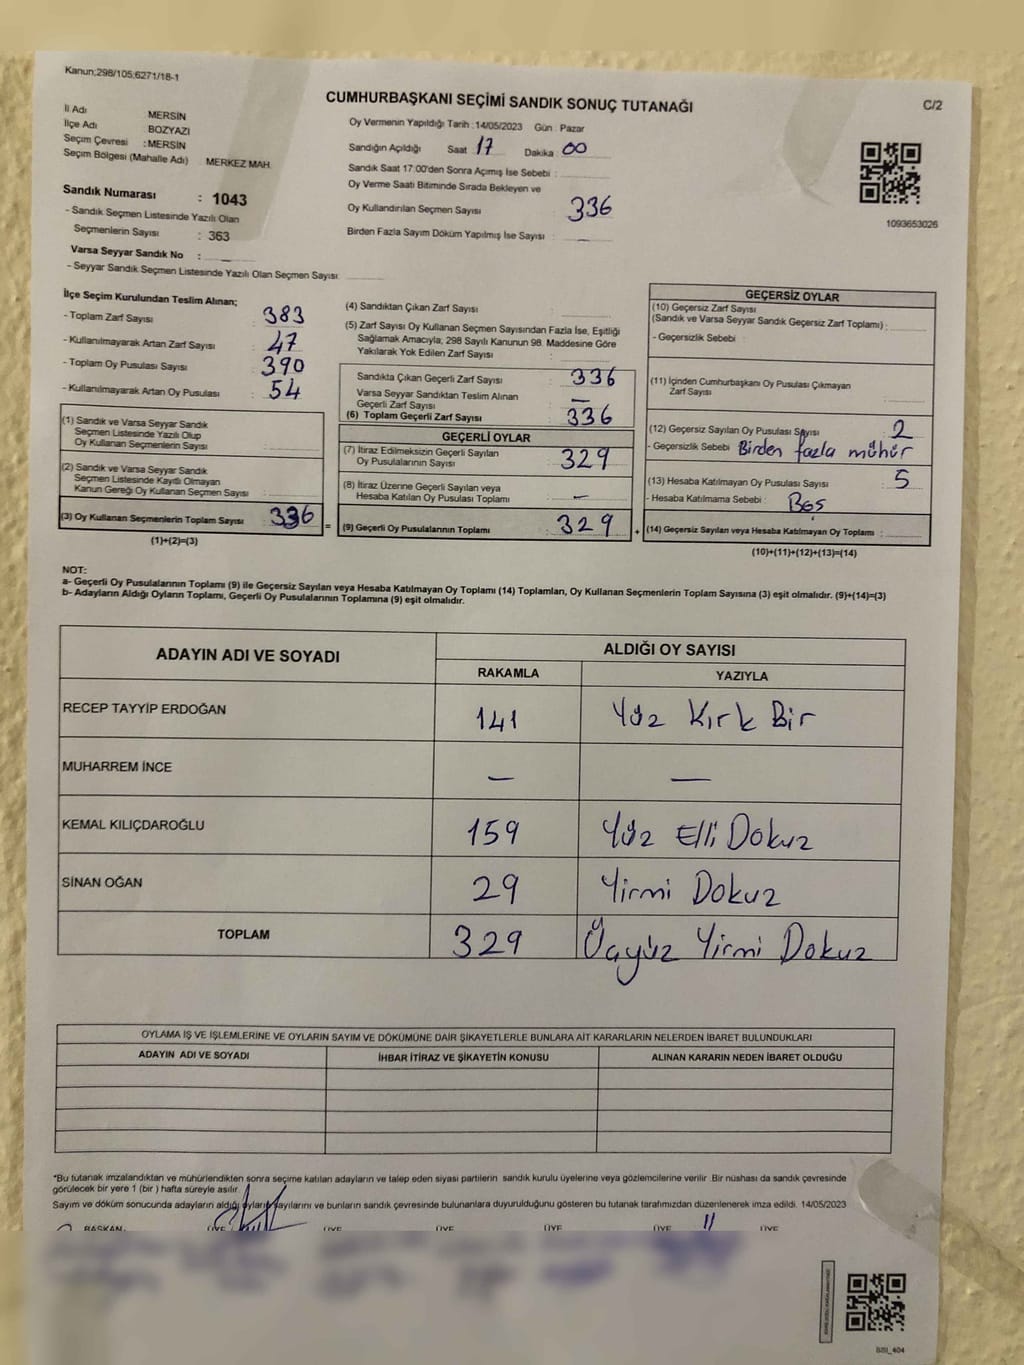 Kanun;298/105;6271/18-1
CUMHURBAŞKANI SEÇİMİ SANDIK SONUÇ TUTANAĞI
C/2
İl Adı MERSİN
İlçe Adı BOZYAZI
Seçim Çevresi : MERSİN
Seçim Bölgesi (Mahalle Adı) MERKEZ MAH.
Sandık Numarası : 1043
- Sandık Seçmen Listesinde Yazılı Olan
Seçmenlerin Sayısı : 363
Varsa Seyyar Sandık No : —
- Seyyar Sandık Seçmen Listesinde Yazılı Olan Seçmen Sayısı:
Oy Vermenin Yapıldığı Tarih : 14/05/2023 Gün : Pazar
Sandığın Açıldığı Saat 17 Dakika : 00
Sandık Saat 17:00'den Sonra Açımış İse Sebebi :
Oy Verme Saati Bitiminde Sırada Bekleyen ve
Oy Kullandırılan Seçmen Sayısı 336
Birden Fazla Sayım Döküm Yapılmış İse Sayısı : —
1093653026
İlçe Seçim Kurulundan Teslim Alınan;
- Toplam Zarf Sayısı : 383
- Kullanılmayarak Artan Zarf Sayısı : 47
- Toplam Oy Pusulası Sayısı : 390
- Kullanılmayarak Artan Oy Pusulası : 54
(1) Sandık ve Varsa Seyyar Sandık
Seçmen Listesinde Yazılı Olup
Oy Kullanan Seçmenlerin Sayısı :
(2) Sandık ve Varsa Seyyar Sandık
Seçmen Listesinde Kayıtlı Olmayan
Kanun Gereği Oy Kullanan Seçmen Sayısı :
(3) Oy Kullanan Seçmenlerin Toplam Sayısı : 336
(1)+(2)=(3)
=
(4) Sandıktan Çıkan Zarf Sayısı :
(5) Zarf Sayısı Oy Kullanan Seçmen Sayısından Fazla İse, Eşitliği
Sağlamak Amacıyla; 298 Sayılı Kanunun 98. Maddesine Göre
Yakılarak Yok Edilen Zarf Sayısı :
Sandıkta Çıkan Geçerli Zarf Sayısı : 336
Varsa Seyyar Sandıktan Teslim Alınan
Geçerli Zarf Sayısı : —
(6) Toplam Geçerli Zarf Sayısı : 336
GEÇERLİ OYLAR
(7) İtiraz Edilmeksizin Geçerli Sayılan
Oy Pusulalarının Sayısı : 329
(8) İtiraz Üzerine Geçerli Sayılan veya
Hesaba Katılan Oy Pusulası Toplamı : —
(9) Geçerli Oy Pusulalarının Toplamı : 329
+
GEÇERSİZ OYLAR
(10) Geçersiz Zarf Sayısı
(Sandık ve Varsa Seyyar Sandık Geçersiz Zarf Toplamı) :
- Geçersizlik Sebebi :
(11) İçinden Cumhurbaşkanı Oy Pusulası Çıkmayan
Zarf Sayısı :
(12) Geçersiz Sayılan Oy Pusulası Sayısı : 2
- Geçersizlik Sebebi : Birden fazla mühür
(13) Hesaba Katılmayan Oy Pusulası Sayısı : 5
- Hesaba Katılmama Sebebi : Boş
(14) Geçersiz Sayılan veya Hesaba Katılmayan Oy Toplamı :
(10)+(11)+(12)+(13)=(14)
NOT:
a- Geçerli Oy Pusulalarının Toplamı (9) ile Geçersiz Sayılan veya Hesaba Katılmayan Oy Toplamı (14) Toplamları, Oy Kullanan Seçmenlerin Toplam Sayısına (3) eşit olmalıdır. (9)+(14)=(3)
b- Adayların Aldığı Oyların Toplamı, Geçerli Oy Pusulalarının Toplamına (9) eşit olmalıdır.
ADAYIN ADI VE SOYADI ALDIĞI OY SAYISI
RAKAMLA YAZIYLA
RECEP TAYYİP ERDOĞAN 141 Yüz Kırk Bir
MUHARREM İNCE — —
KEMAL KILIÇDAROĞLU 159 Yüz Elli Dokuz
SİNAN OĞAN 29 Yirmi Dokuz
TOPLAM 329 Üçyüz Yirmi Dokuz
OYLAMA İŞ VE İŞLEMLERİNE VE OYLARIN SAYIM VE DÖKÜMÜNE DAİR ŞİKAYETLERLE BUNLARA AİT KARARLARIN NELERDEN İBARET BULUNDUKLARI
ADAYIN ADI VE SOYADI İHBAR İTİRAZ VE ŞİKAYETİN KONUSU ALINAN KARARIN NEDEN İBARET OLDUĞU
*Bu tutanak imzalandıktan ve mühürlendikten sonra seçime katılan adayların ve talep eden siyasi partilerin sandık kurulu üyelerine veya gözlemcilerine verilir. Bir nüshası da sandık çevresinde
görülecek bir yere 1 (bir ) hafta süreyle asılır.
Sayım ve döküm sonucunda adayların aldığı oyların sayılarını ve bunların sandık çevresinde bulunanlara duyurulduğunu gösteren bu tutanak tarafımızdan düzenlenerek imza edildi. 14/05/2023
BAŞKAN ÜYE ÜYE ÜYE ÜYE ÜYE ÜYE